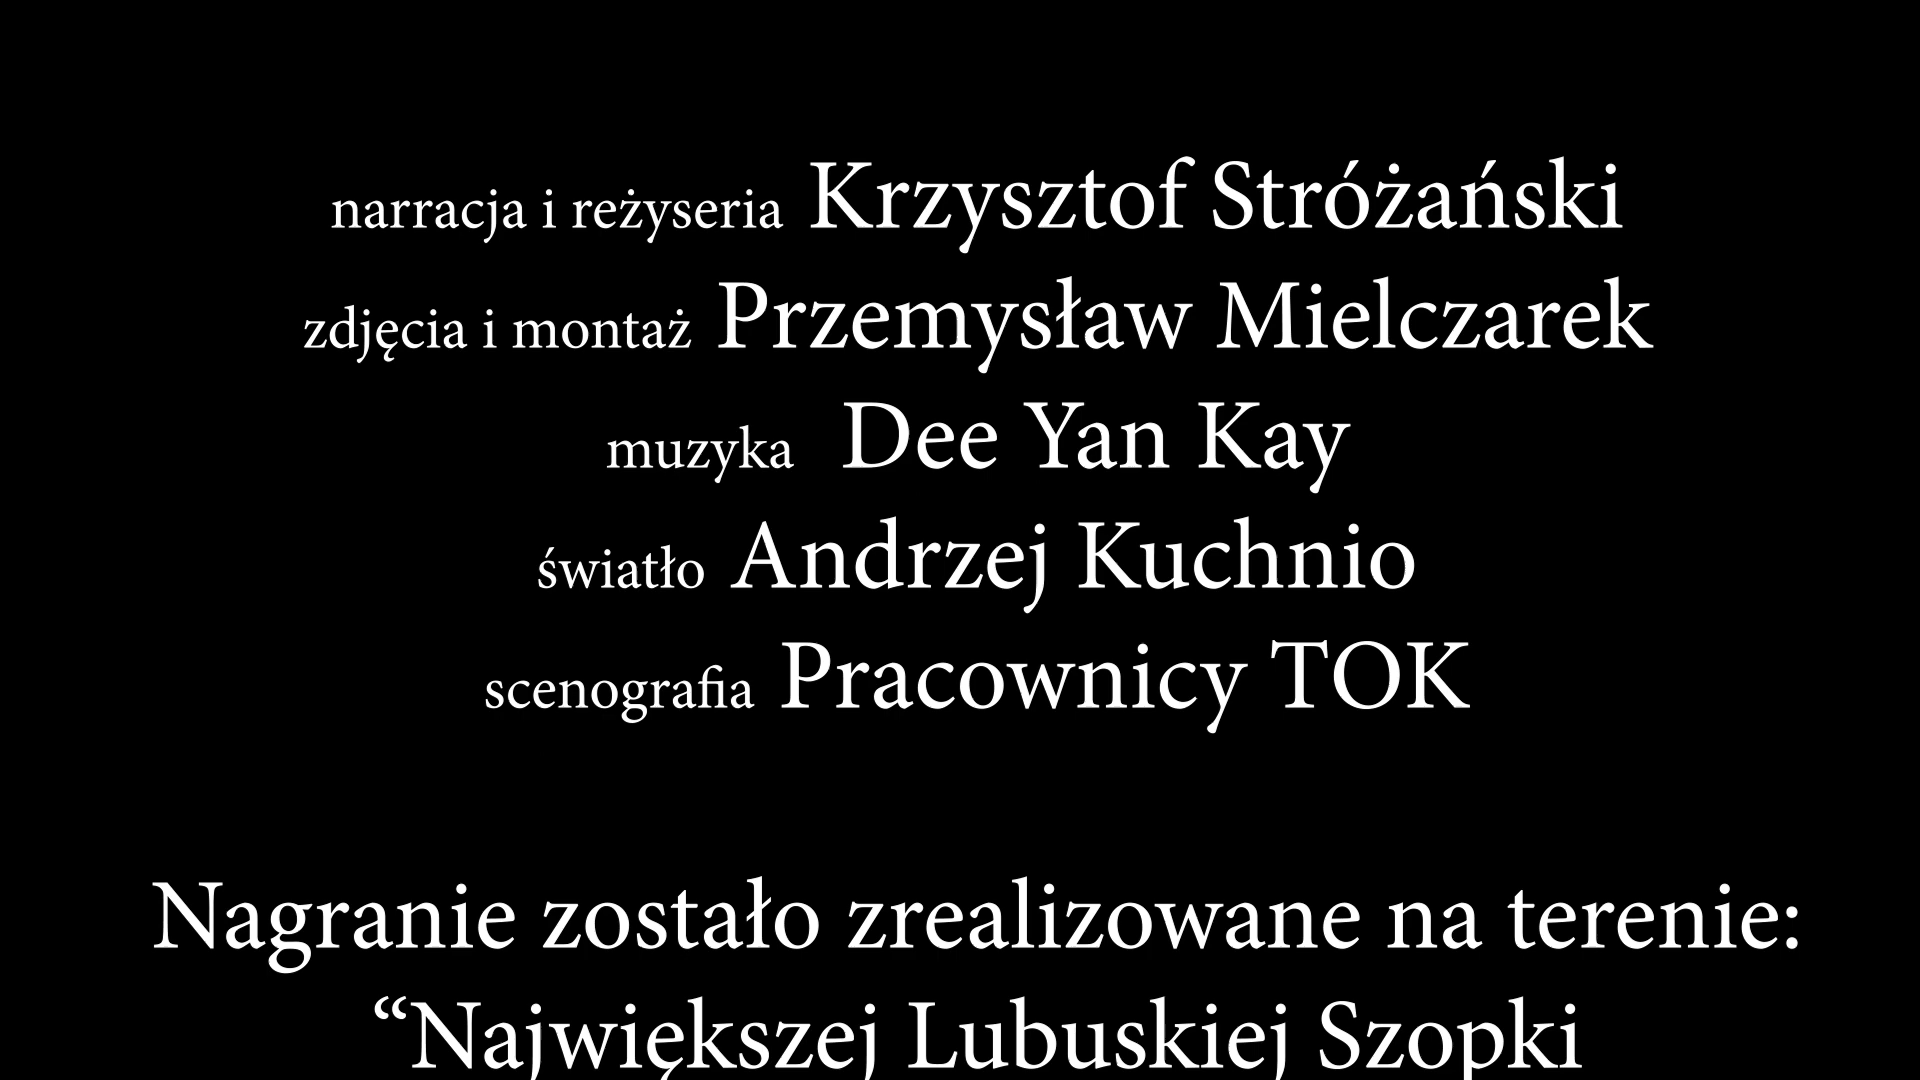 narracja i reżyseria Krzysztof Stróżański
zdjęcia i montaż Przemysław Mielczarek
muzyka Dee Yan Kay
światło Andrzej Kuchnio
scenografia Pracownicy TOK
Nagranie zostało zrealizowane na terenie:
“Największej Lubuskiej Szopki